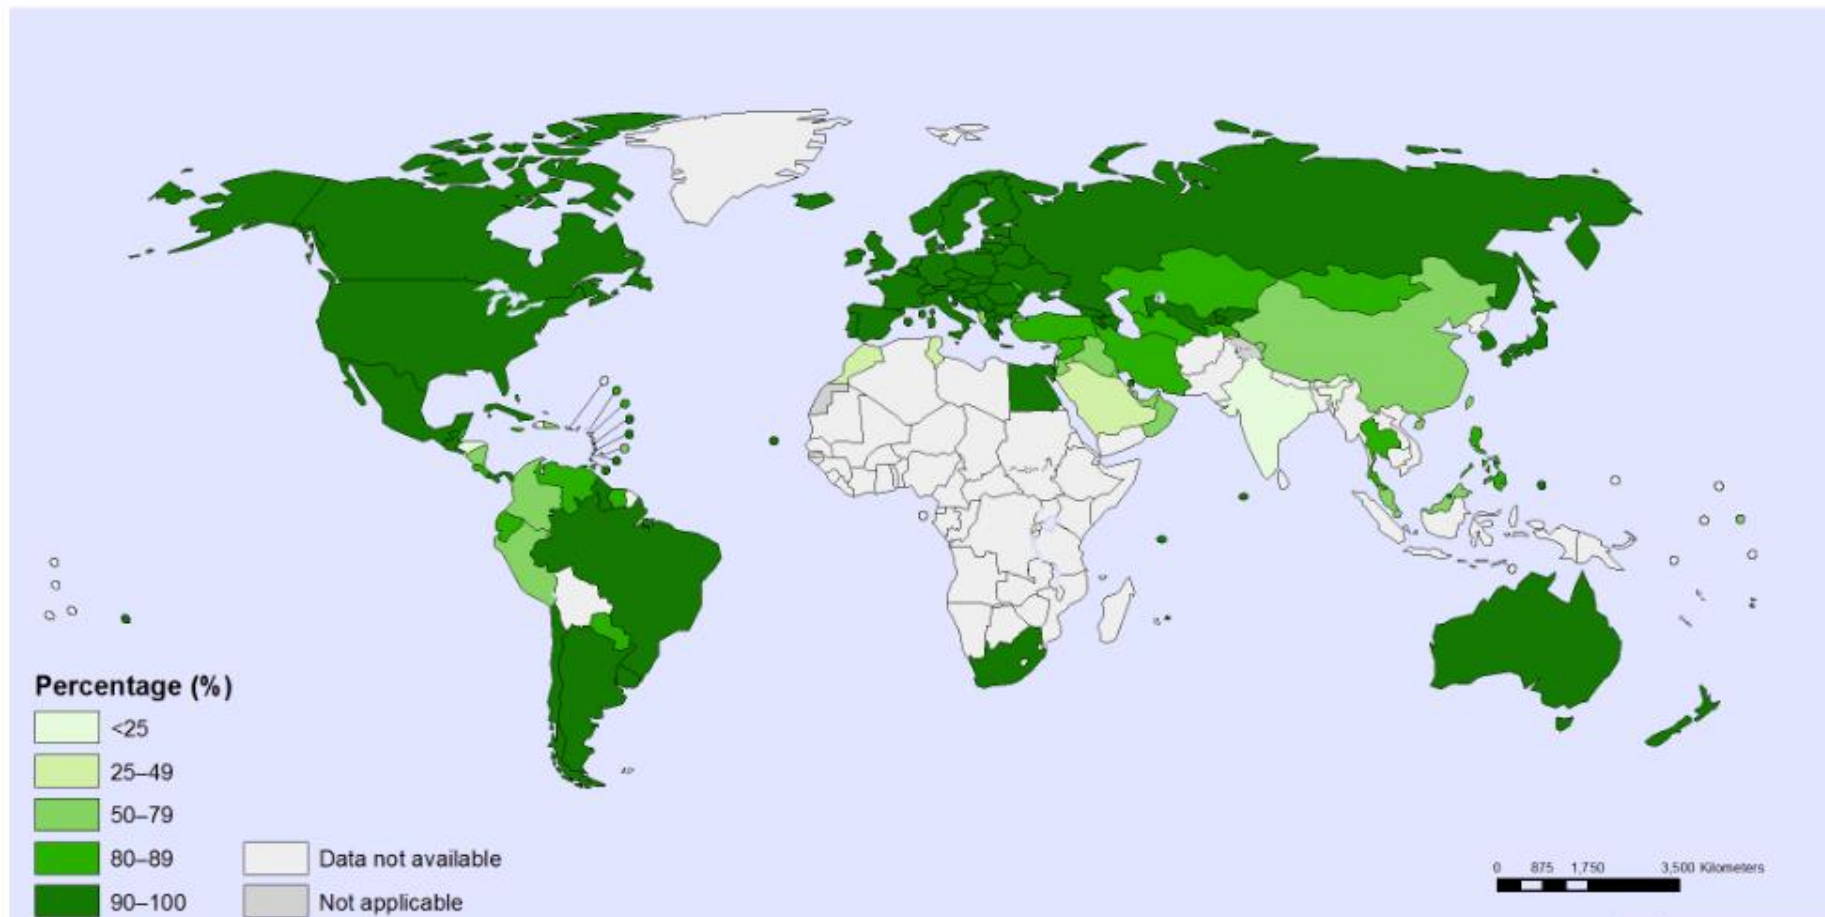 Percentage (%)
<25
25–49
50–79
80–89
90–100
Data not available
Not applicable
0 875 1,750 3,500 Kilometers